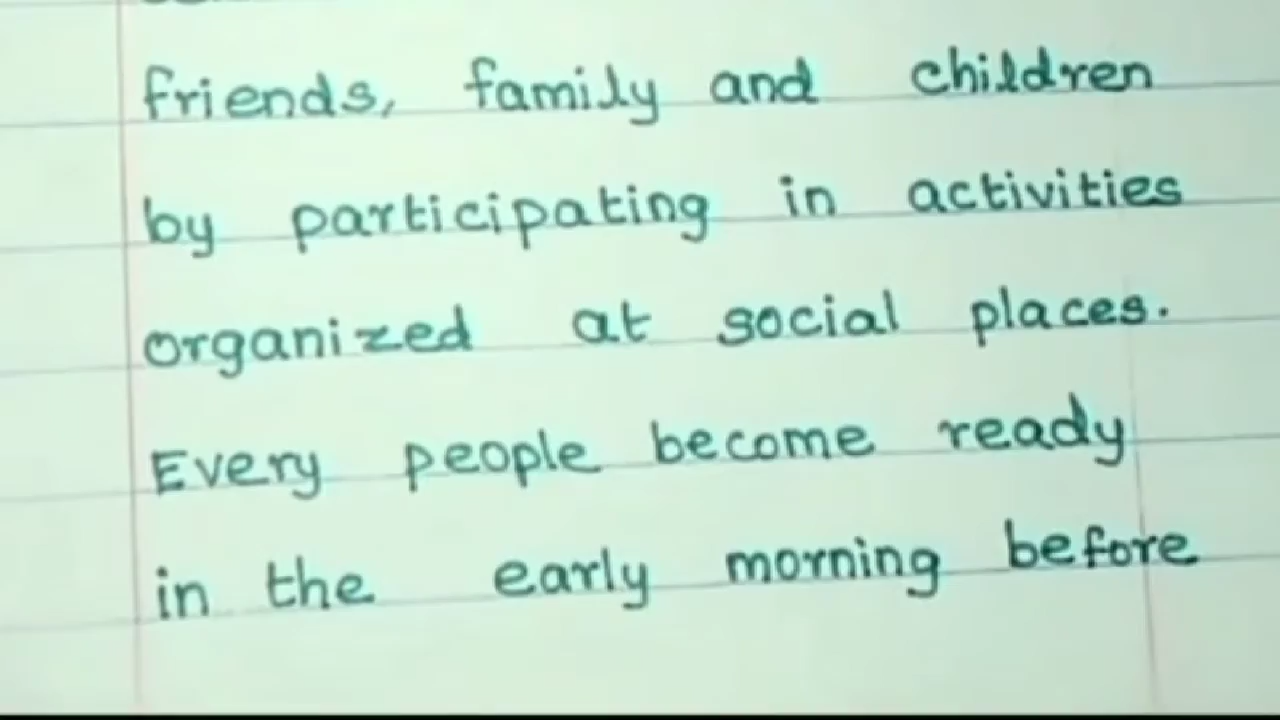 friends, family and children
by participating in activities
organized at social places.
Every people become ready
in the early morning before